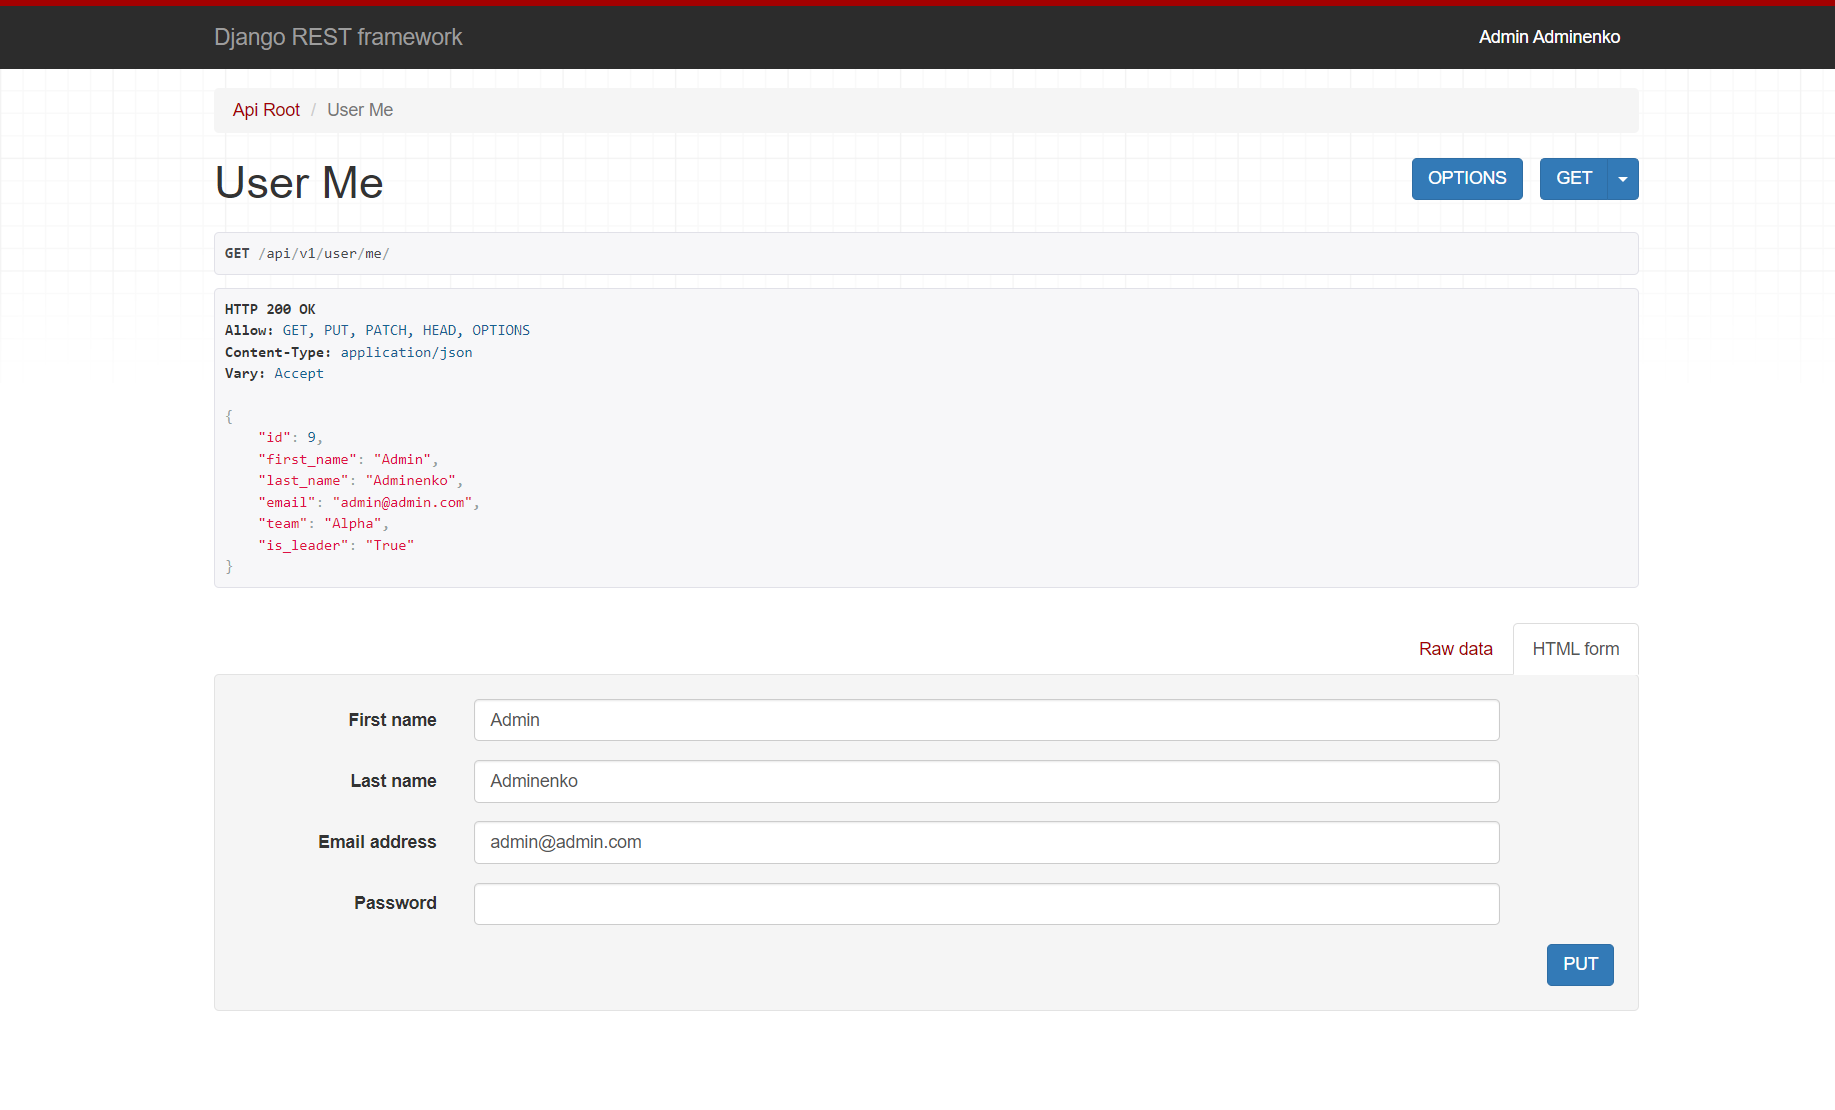 Django REST framework
Admin Adminenko
Api Root / User Me
User Me
OPTIONS
GET
GET /api/v1/user/me/
HTTP 200 OK
Allow: GET, PUT, PATCH, HEAD, OPTIONS
Content-Type: application/json
Vary: Accept
{
    "id": 9,
    "first_name": "Admin",
    "last_name": "Adminenko",
    "email": "admin@admin.com",
    "team": "Alpha",
    "is_leader": "True"
}
Raw data
HTML form
First name
Admin
Last name
Adminenko
Email address
admin@admin.com
Password
PUT